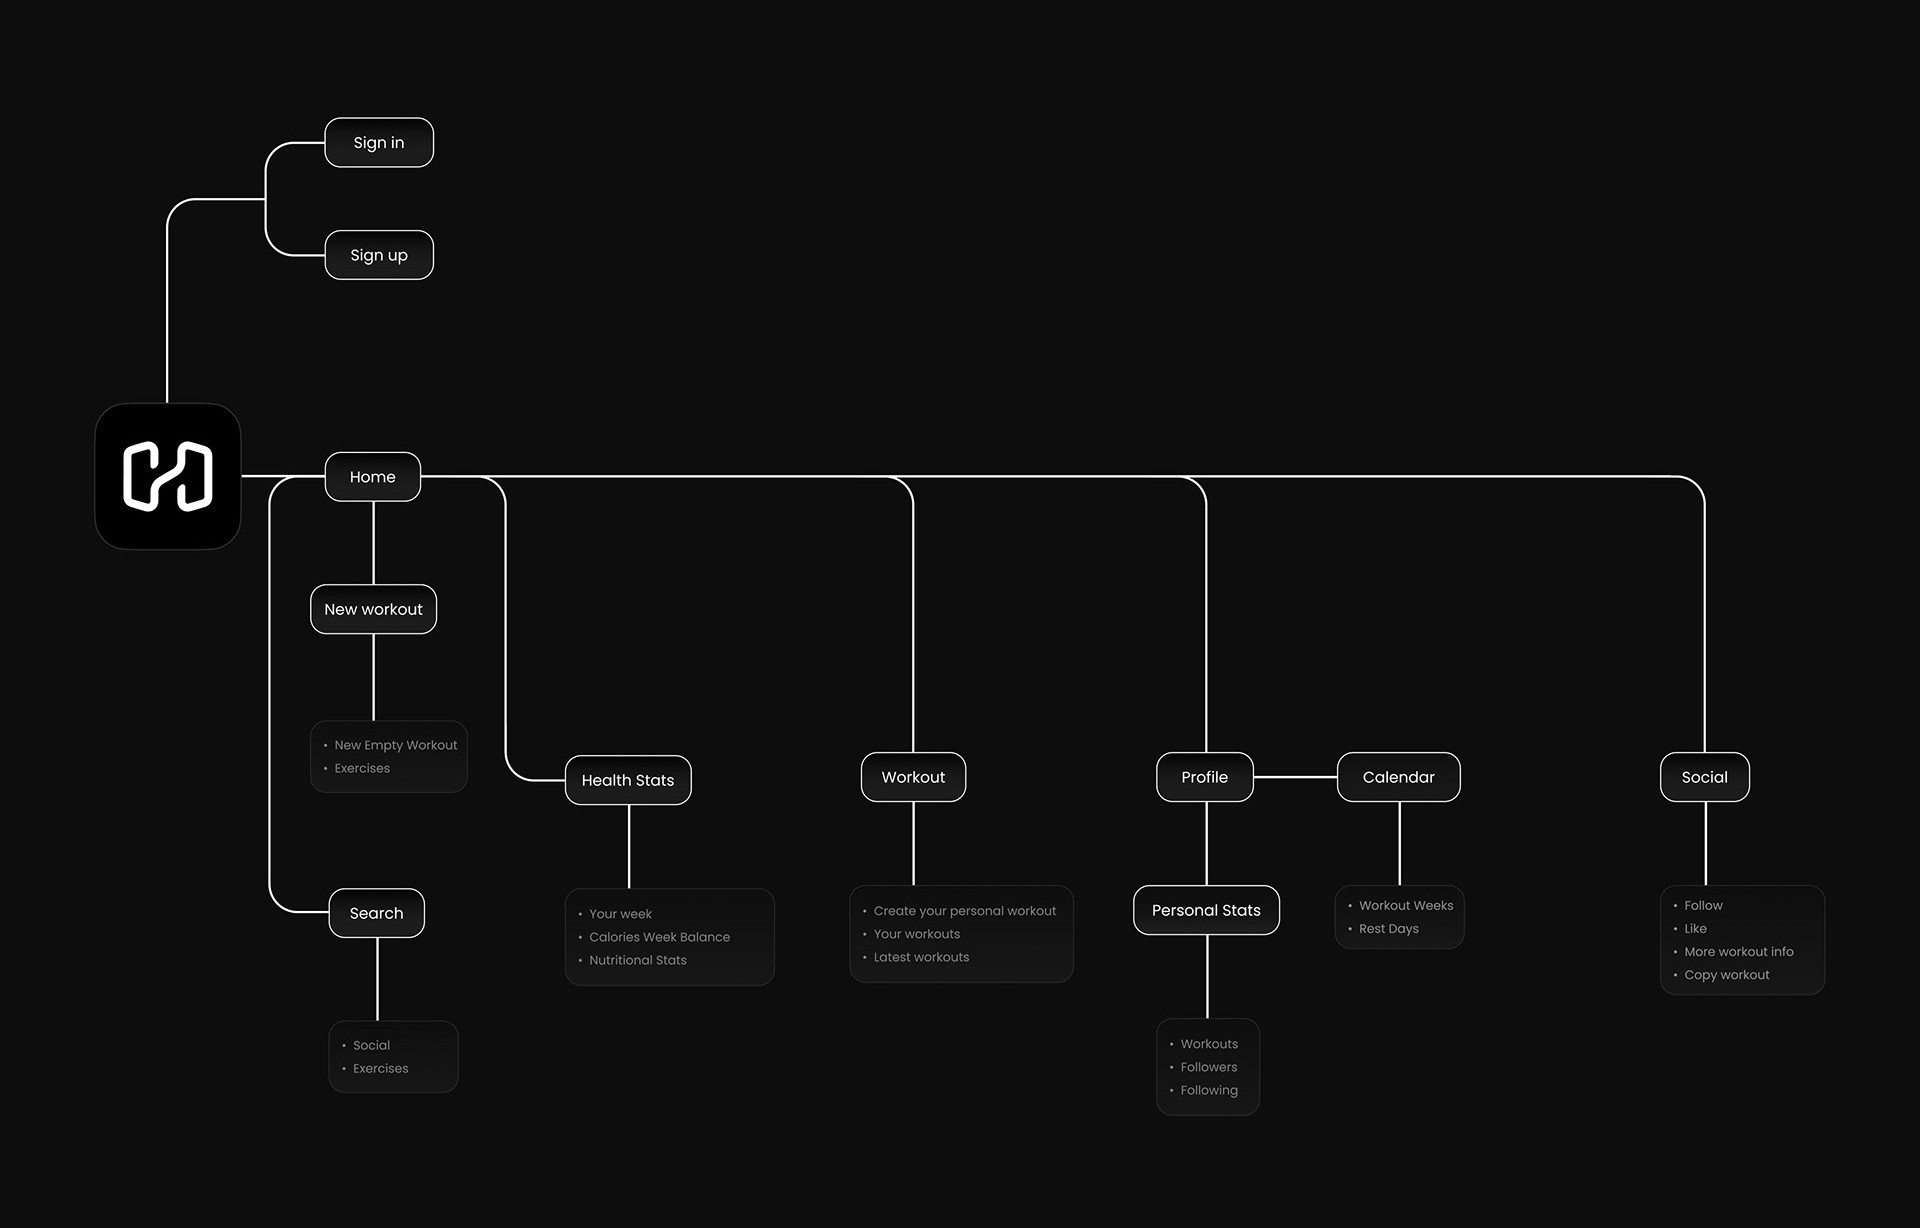 Sign in
Sign up
Home
New workout
• New Empty Workout
• Exercises
Search
• Social
• Exercises
Health Stats
• Your week
• Calories Week Balance
• Nutritional Stats
Workout
• Create your personal workout
• Your workouts
• Latest workouts
Profile
Personal Stats
• Workouts
• Followers
• Following
Calendar
• Workout Weeks
• Rest Days
Social
• Follow
• Like
• More workout info
• Copy workout